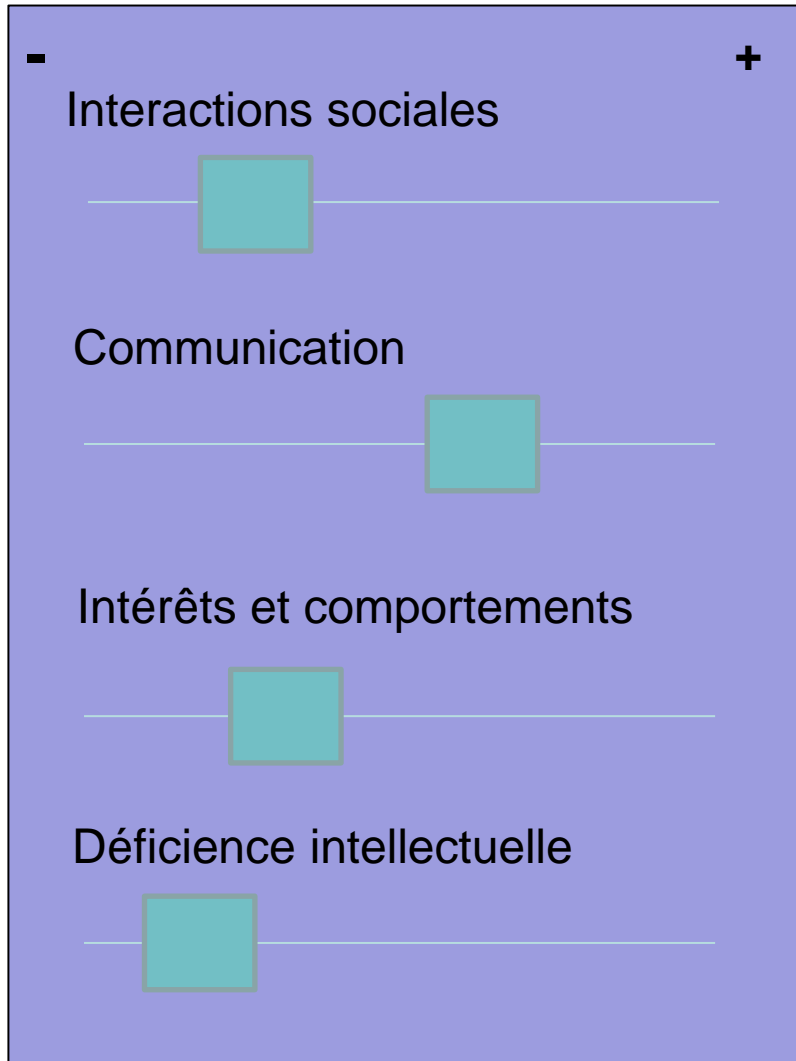 - +
Interactions sociales
Communication
Intérêts et comportements
Déficience intellectuelle